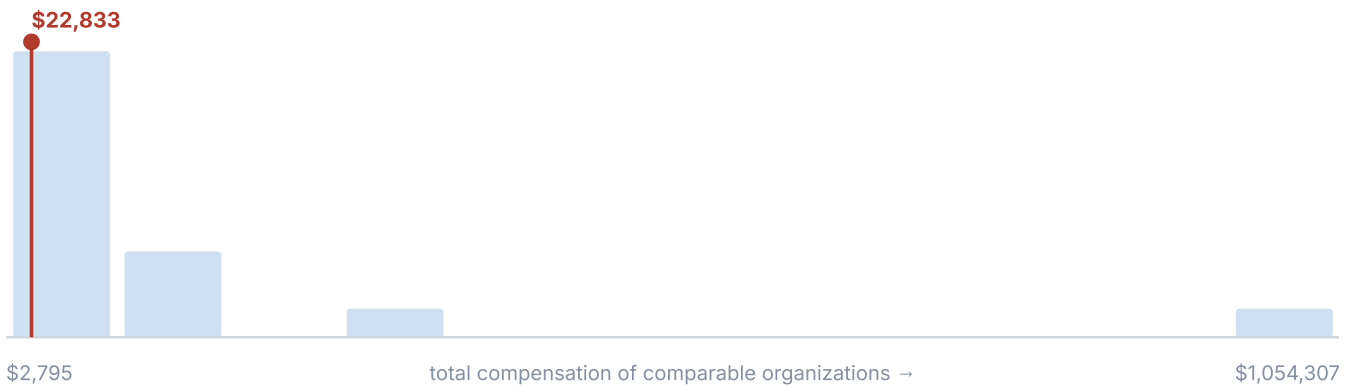 $22,833
$2,795
total compensation of comparable organizations →
$1,054,307